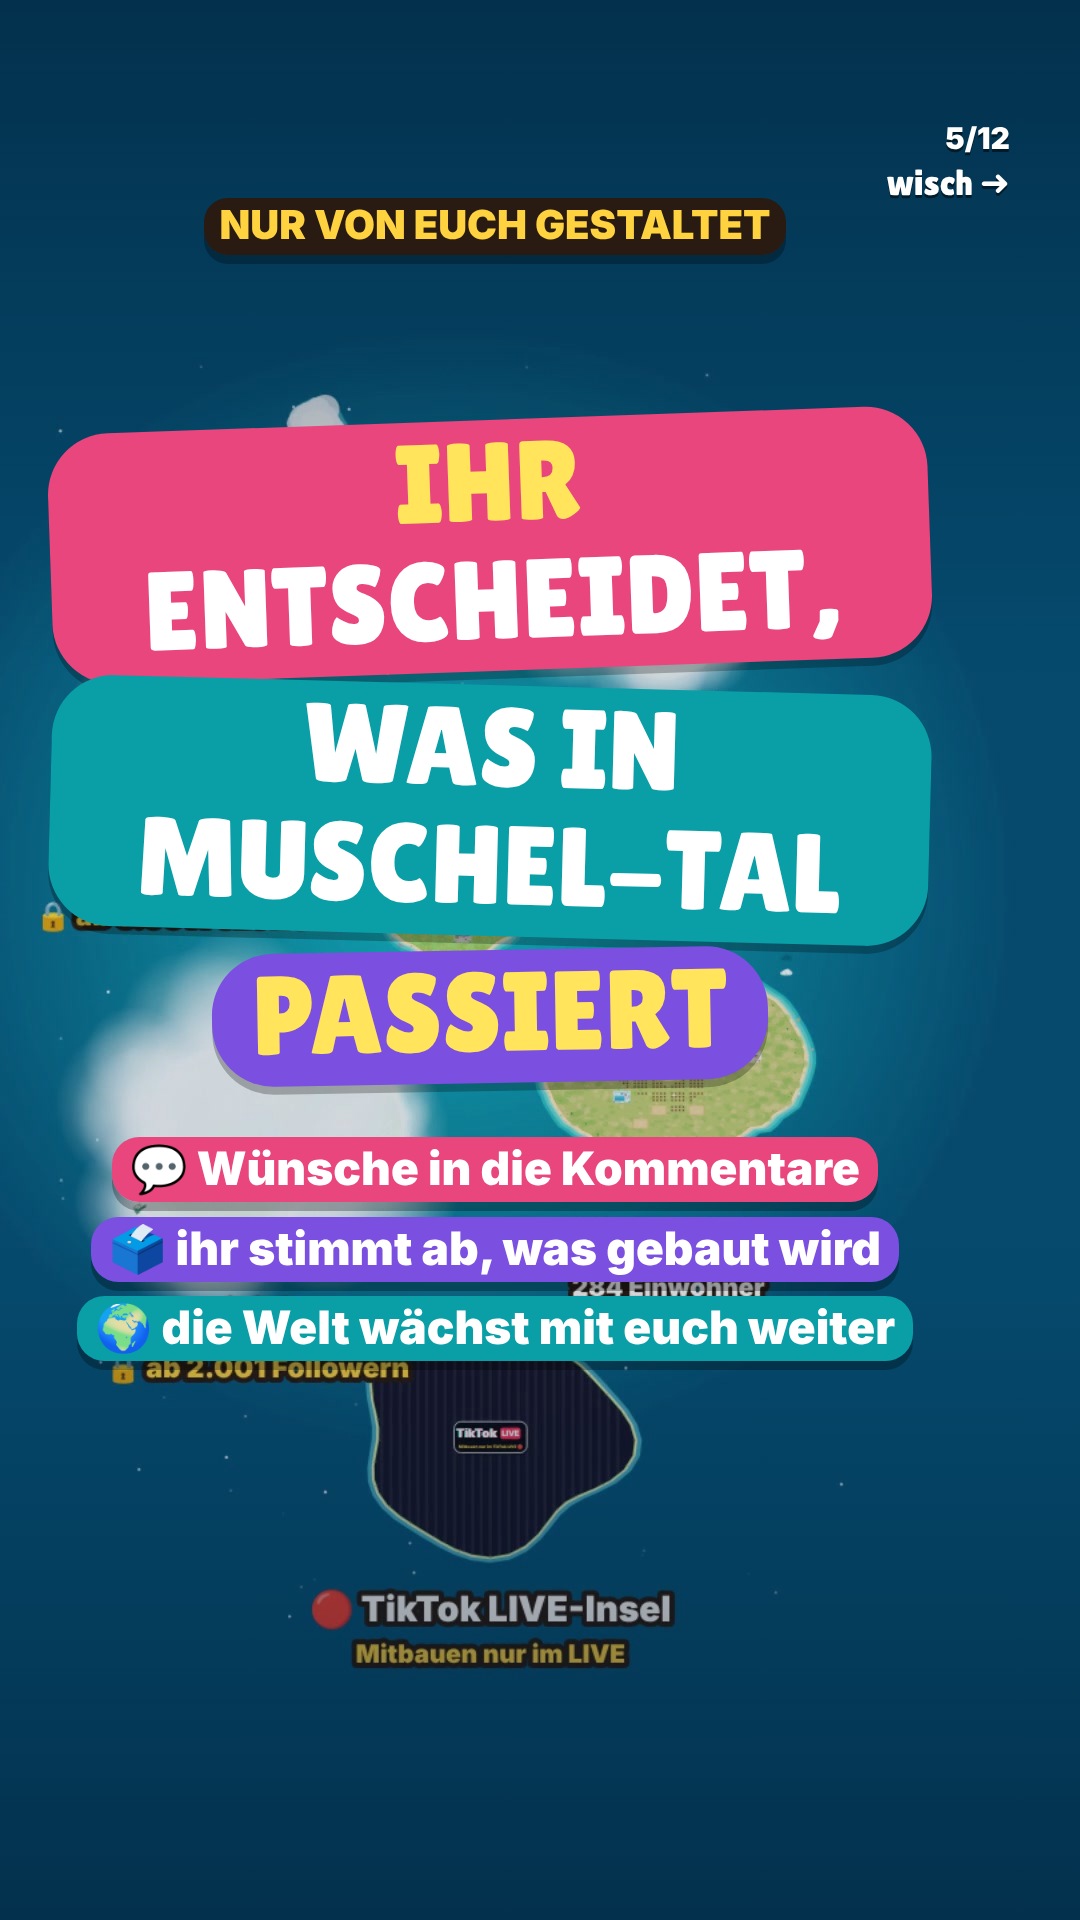 5/12
wisch →
NUR VON EUCH GESTALTET
IHR
ENTSCHEIDET,
WAS IN
MUSCHEL-TAL
PASSIERT
💬 Wünsche in die Kommentare
🗳️ ihr stimmt ab, was gebaut wird
284 Einwohner
🌍 die Welt wächst mit euch weiter
🔒 ab 2.001 Followern
TikTok LIVE
🔴 TikTok LIVE-Insel
Mitbauen nur im LIVE